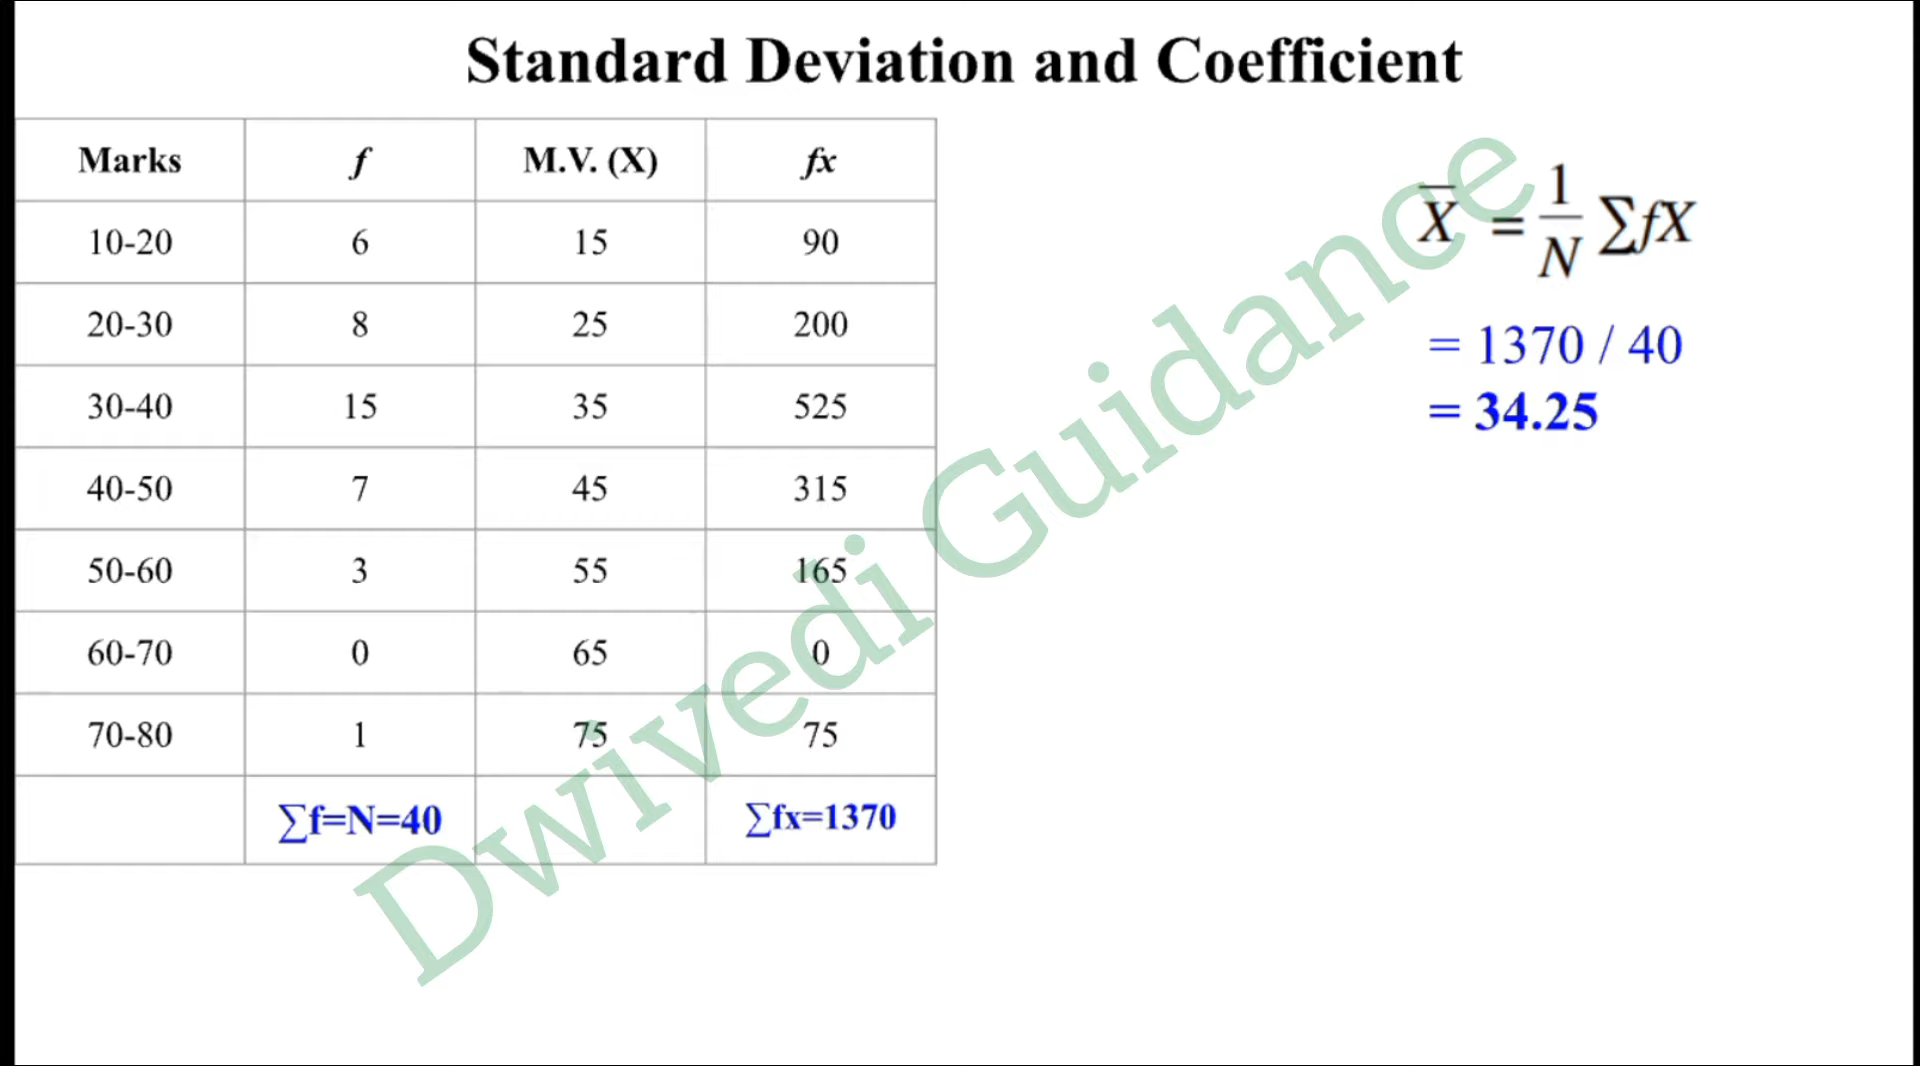 Standard Deviation and Coefficient
Marks f M.V. (X) fx
10-20 6 15 90
20-30 8 25 200
30-40 15 35 525
40-50 7 45 315
50-60 3 55 165
60-70 0 65 0
70-80 1 75 75
∑f=N=40 ∑fx=1370
X̅ = 1/N ∑fX
= 1370 / 40
= 34.25
Dwivedi Guidance